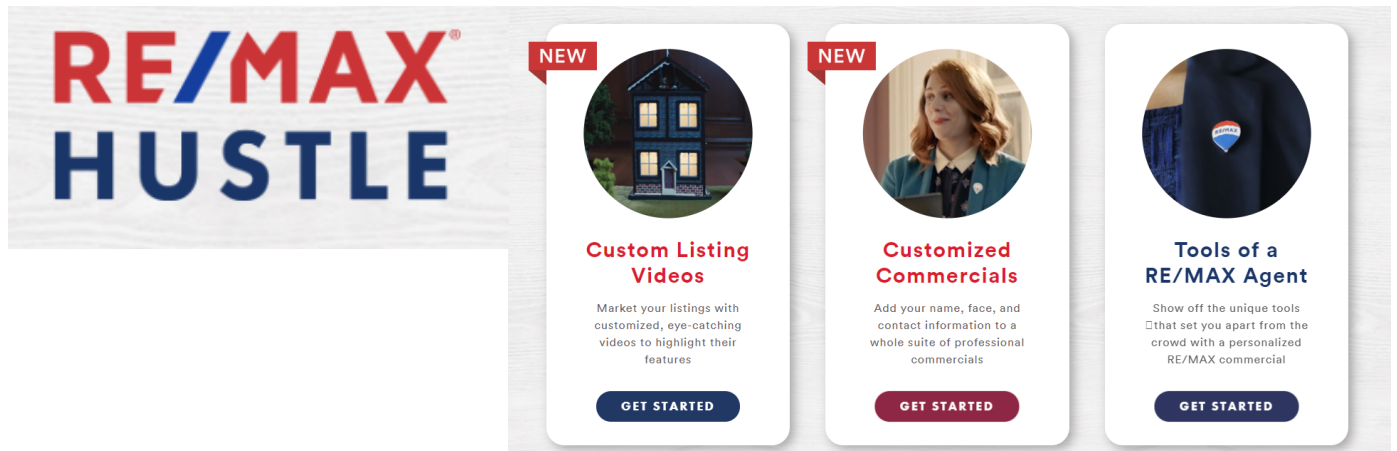 RE/MAX®
HUSTLE
NEW
Custom Listing
Videos
Market your listings with
customized, eye-catching
videos to highlight their
features
GET STARTED
NEW
Customized
Commercials
Add your name, face, and
contact information to a
whole suite of professional
commercials
GET STARTED
RE/MAX
Tools of a
RE/MAX Agent
Show off the unique tools
that set you apart from the
crowd with a personalized
RE/MAX commercial
GET STARTED